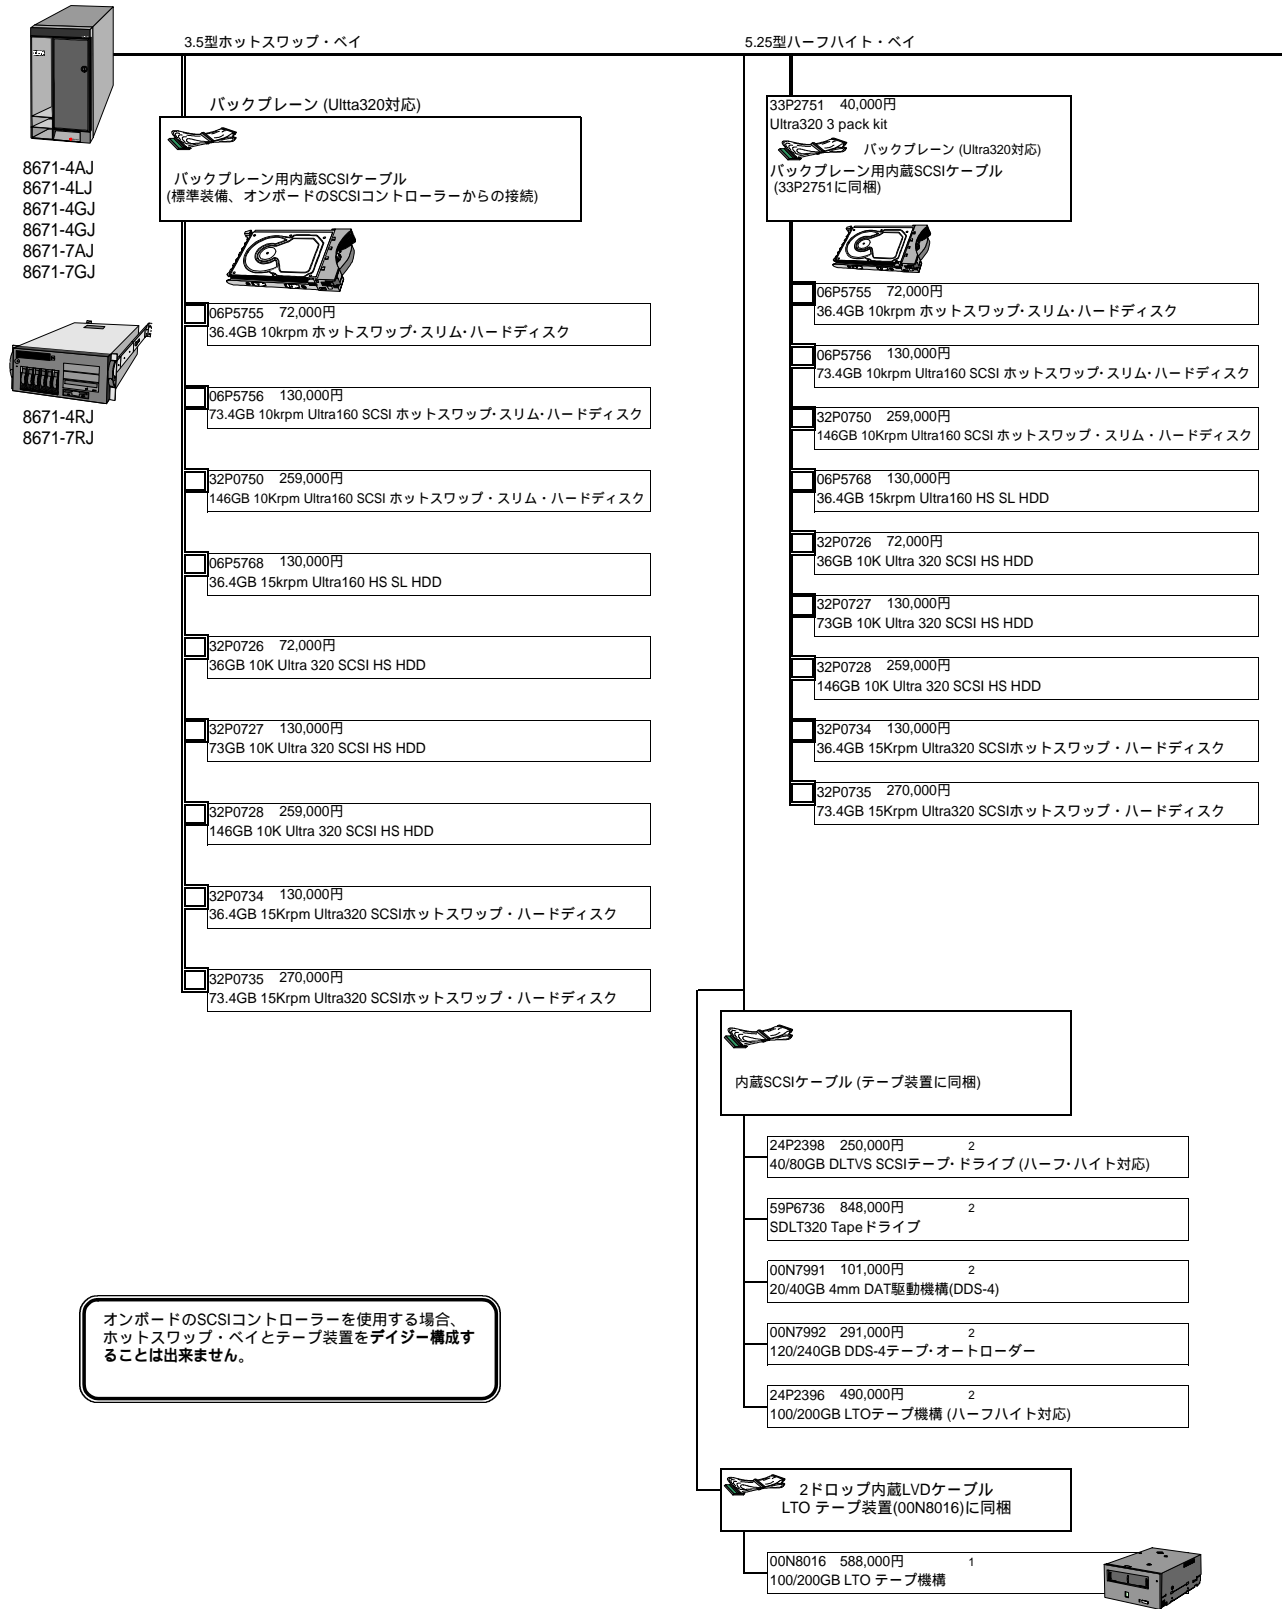 3.5型ホットスワップ・ベイ
5.25型ハーフハイト・ベイ
8671-4AJ
8671-4LJ
8671-4GJ
8671-4GJ
8671-7AJ
8671-7GJ
8671-4RJ
8671-7RJ
バックプレーン (Ultta320対応)
バックプレーン用内蔵SCSIケーブル
(標準装備、オンボードのSCSIコントローラーからの接続)
06P5755 72,000円
36.4GB 10krpm ホットスワップ・スリム・ハードディスク
06P5756 130,000円
73.4GB 10krpm Ultra160 SCSI ホットスワップ・スリム・ハードディスク
32P0750 259,000円
146GB 10Krpm Ultra160 SCSI ホットスワップ・スリム・ハードディスク
06P5768 130,000円
36.4GB 15krpm Ultra160 HS SL HDD
32P0726 72,000円
36GB 10K Ultra 320 SCSI HS HDD
32P0727 130,000円
73GB 10K Ultra 320 SCSI HS HDD
32P0728 259,000円
146GB 10K Ultra 320 SCSI HS HDD
32P0734 130,000円
36.4GB 15Krpm Ultra320 SCSIホットスワップ・ハードディスク
32P0735 270,000円
73.4GB 15Krpm Ultra320 SCSIホットスワップ・ハードディスク
33P2751 40,000円
Ultra320 3 pack kit
バックプレーン (Ultra320対応)
バックプレーン用内蔵SCSIケーブル
(33P2751に同梱)
06P5755 72,000円
36.4GB 10krpm ホットスワップ・スリム・ハードディスク
06P5756 130,000円
73.4GB 10krpm Ultra160 SCSI ホットスワップ・スリム・ハードディスク
32P0750 259,000円
146GB 10Krpm Ultra160 SCSI ホットスワップ・スリム・ハードディスク
06P5768 130,000円
36.4GB 15krpm Ultra160 HS SL HDD
32P0726 72,000円
36GB 10K Ultra 320 SCSI HS HDD
32P0727 130,000円
73GB 10K Ultra 320 SCSI HS HDD
32P0728 259,000円
146GB 10K Ultra 320 SCSI HS HDD
32P0734 130,000円
36.4GB 15Krpm Ultra320 SCSIホットスワップ・ハードディスク
32P0735 270,000円
73.4GB 15Krpm Ultra320 SCSIホットスワップ・ハードディスク
内蔵SCSIケーブル (テープ装置に同梱)
24P2398 250,000円 2
40/80GB DLTVS SCSIテープ・ドライブ (ハーフ・ハイト対応)
59P6736 848,000円 2
SDLT320 Tapeドライブ
00N7991 101,000円 2
20/40GB 4mm DAT駆動機構(DDS-4)
00N7992 291,000円 2
120/240GB DDS-4テープ・オートローダー
24P2396 490,000円 2
100/200GB LTOテープ機構 (ハーフハイト対応)
2ドロップ内蔵LVDケーブル
LTO テープ装置(00N8016)に同梱
00N8016 588,000円 1
100/200GB LTO テープ機構
オンボードのSCSIコントローラーを使用する場合、
ホットスワップ・ベイとテープ装置をデイジー構成す
ることは出来ません。